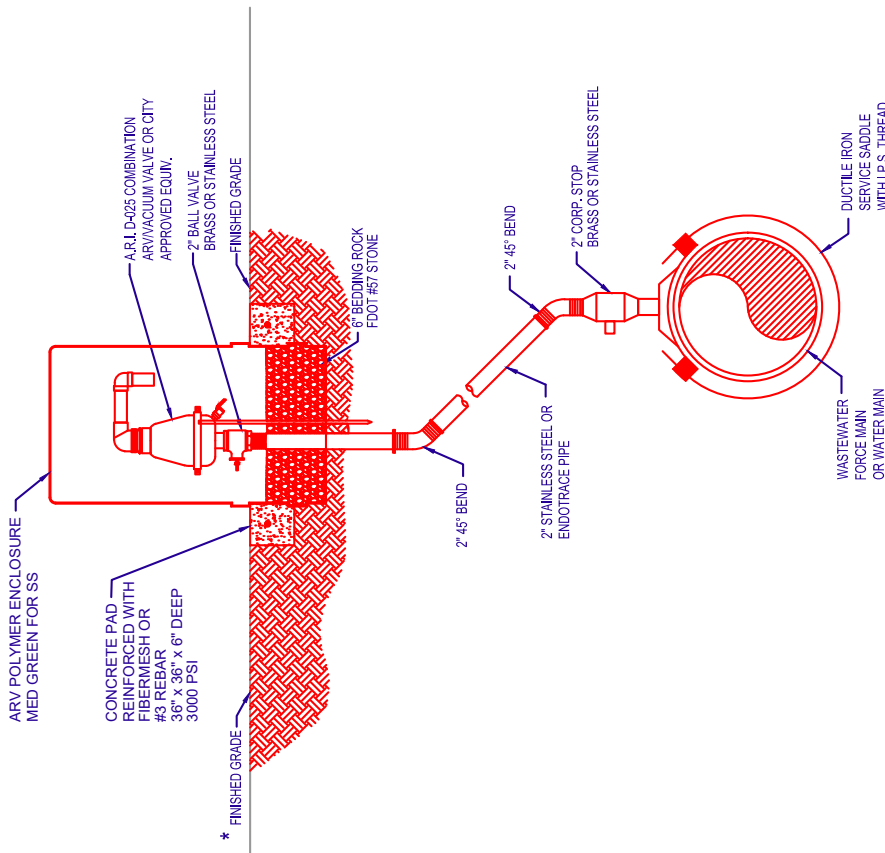 ARV POLYMER ENCLOSURE
MED GREEN FOR SS
CONCRETE PAD
REINFORCED WITH
FIBERMESH OR
#3 REBAR
36" x 36" x 6" DEEP
3000 PSI
* FINISHED GRADE
A.R.I. D-025 COMBINATION
ARV/VACUUM VALVE OR CITY
APPROVED EQUIV.
2" BALL VALVE
BRASS OR STAINLESS STEEL
FINISHED GRADE
6" BEDDING ROCK
FDOT #57 STONE
2" 45° BEND
2" STAINLESS STEEL OR
ENDOTRACE PIPE
2" 45° BEND
2" CORP. STOP
BRASS OR STAINLESS STEEL
WASTEWATER
FORCE MAIN
OR WATER MAIN
DUCTILE IRON
SERVICE SADDLE
WITH I.P.S. THREAD